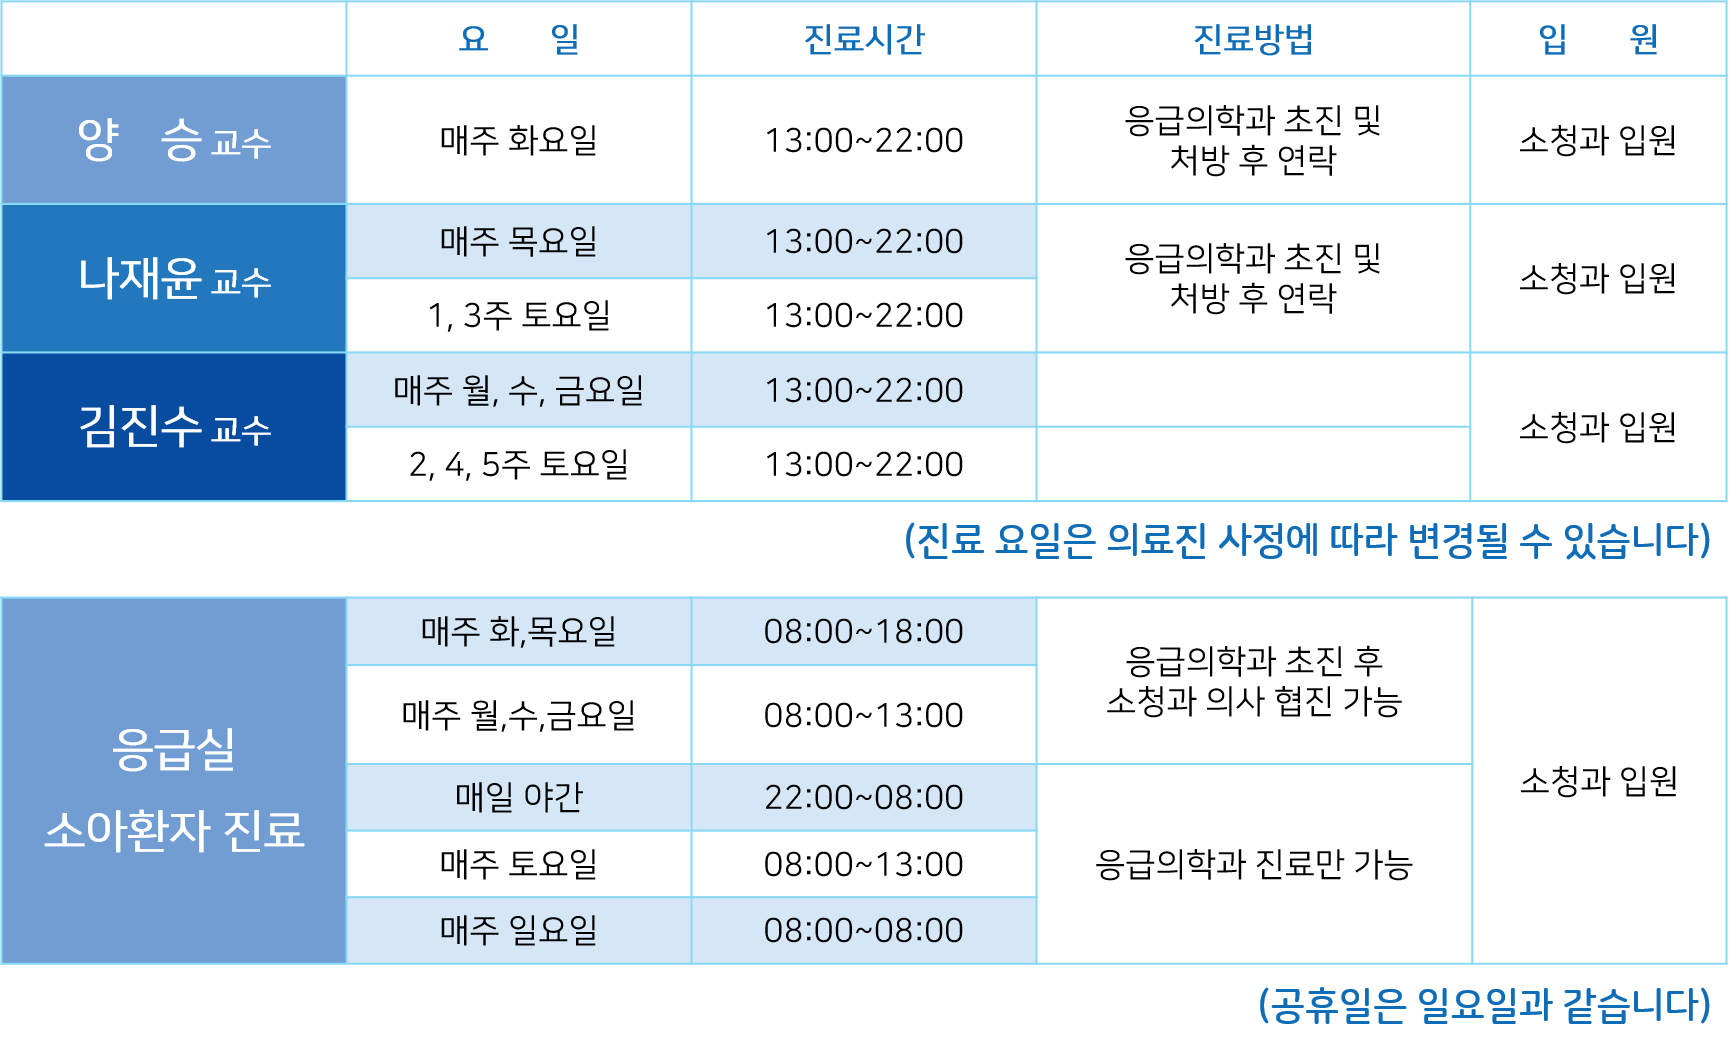 요 일 진료시간 진료방법 입 원
양 승 교수 매주 화요일 13:00~22:00 응급의학과 초진 및
처방 후 연락 소청과 입원
나재윤 교수 매주 목요일 13:00~22:00 응급의학과 초진 및
처방 후 연락 소청과 입원
1, 3주 토요일 13:00~22:00
김진수 교수 매주 월, 수, 금요일 13:00~22:00 소청과 입원
2, 4, 5주 토요일 13:00~22:00
(진료 요일은 의료진 사정에 따라 변경될 수 있습니다)
응급실
소아환자 진료
매주 화,목요일 08:00~18:00 응급의학과 초진 후
소청과 의사 협진 가능
매주 월,수,금요일 08:00~13:00
매일 야간 22:00~08:00 소청과 입원
매주 토요일 08:00~13:00 응급의학과 진료만 가능
매주 일요일 08:00~08:00
(공휴일은 일요일과 같습니다)